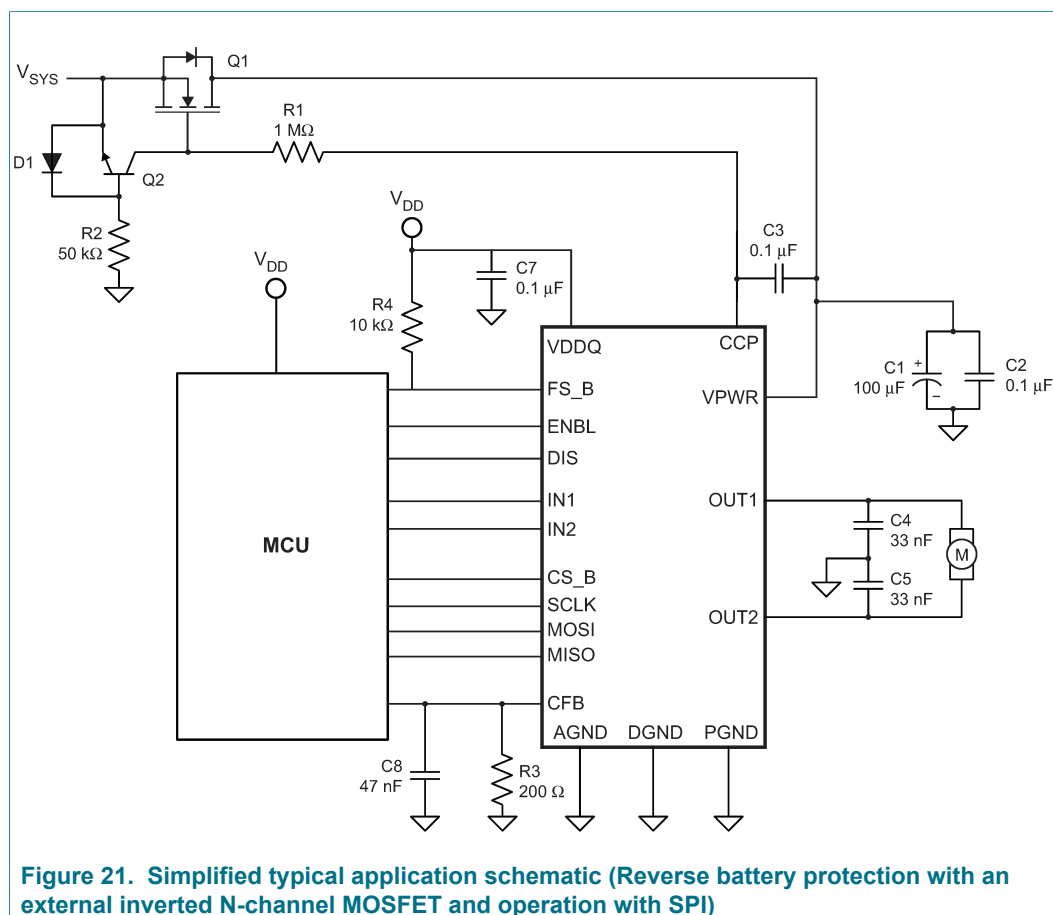 V_SYS
Q1
R1
1 MΩ
D1
Q2
R2
50 kΩ
V_DD
V_DD
R4
10 kΩ
C7
0.1 µF
C3
0.1 µF
C1
100 µF
+
−
C2
0.1 µF
MCU
VDDQ
CCP
FS_B
VPWR
ENBL
DIS
IN1
OUT1
IN2
CS_B
SCLK
MOSI
OUT2
MISO
CFB
AGND DGND PGND
C4
33 nF
M
C5
33 nF
C8
47 nF
R3
200 Ω
Figure 21. Simplified typical application schematic (Reverse battery protection with an
external inverted N-channel MOSFET and operation with SPI)